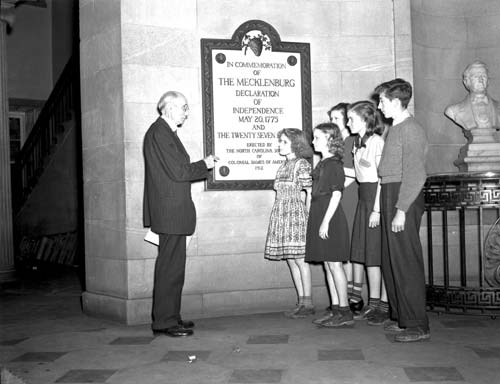 IN COMMEMORATION
OF
THE MECKLENBURG
DECLARATION
OF
INDEPENDENCE
MAY 20, 1775
AND
THE TWENTY SEVEN
ERECTED BY
THE NORTH CAROLINA
COLONIAL DAMES OF
1912